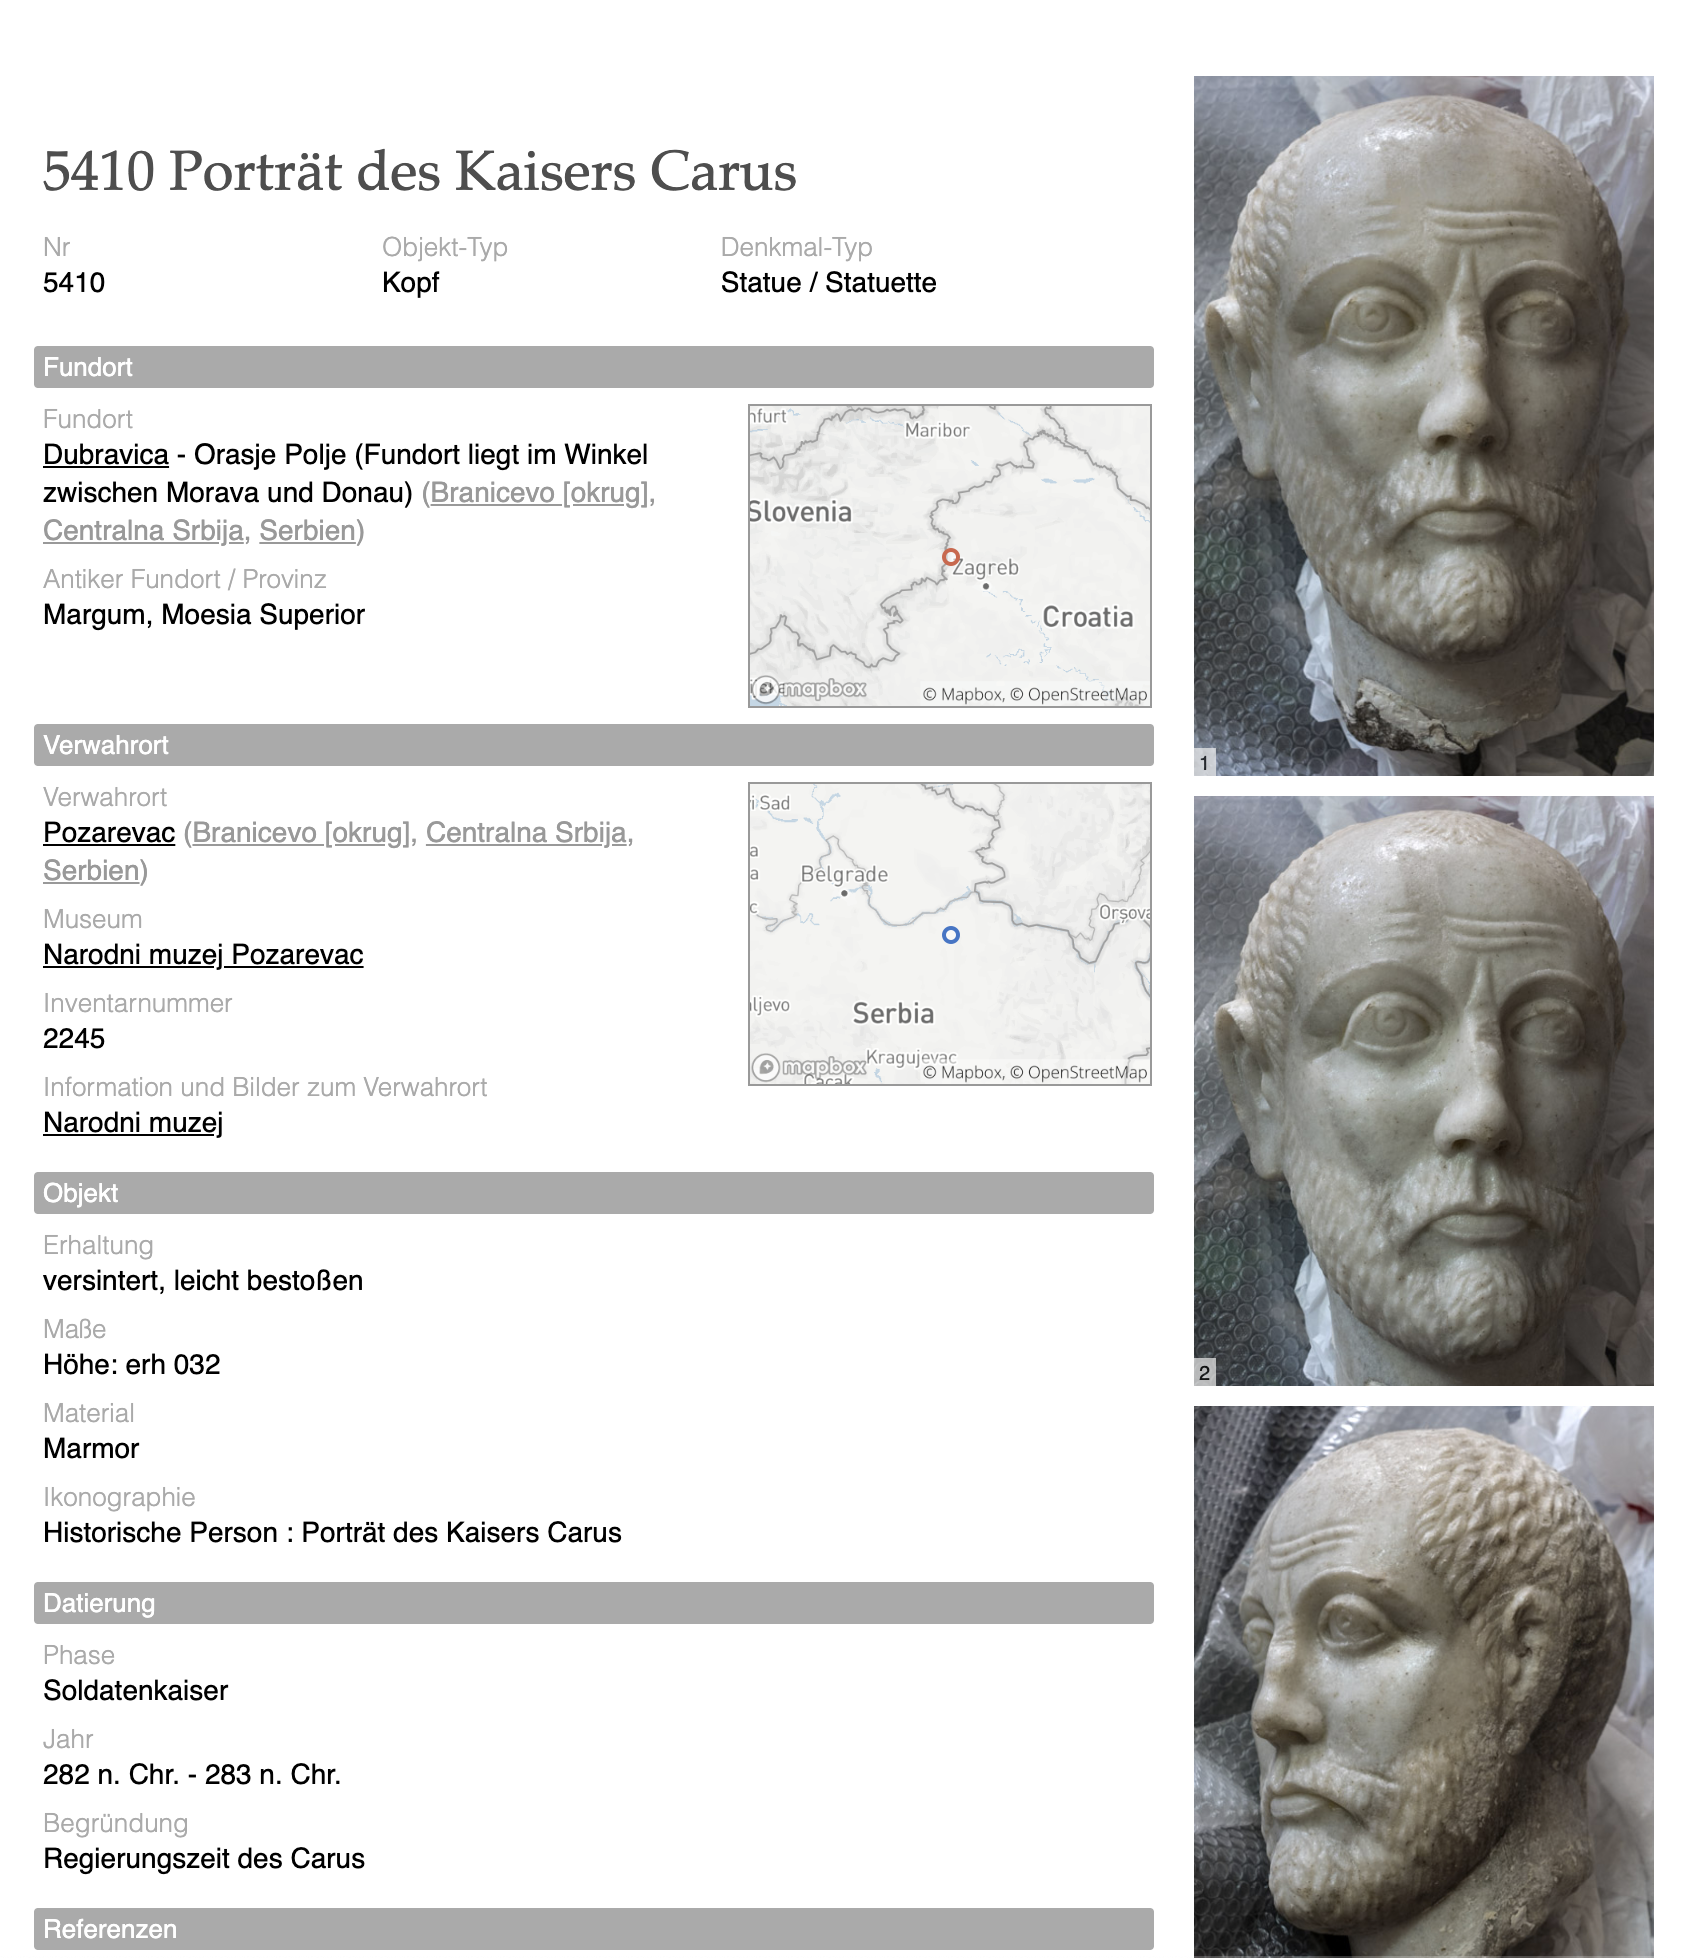 5410 Porträt des Kaisers Carus
Nr
5410
Objekt-Typ
Kopf
Denkmal-Typ
Statue / Statuette
Fundort
Fundort
Dubravica - Orasje Polje (Fundort liegt im Winkel
zwischen Morava und Donau) (Branicevo [okrug],
Centralna Srbija, Serbien)
Antiker Fundort / Provinz
Margum, Moesia Superior
nfurt
Maribor
Slovenia
Zagreb
Croatia
mapbox
© Mapbox, © OpenStreetMap
Verwahrort
Verwahrort
Pozarevac (Branicevo [okrug], Centralna Srbija,
Serbien)
Museum
Narodni muzej Pozarevac
Inventarnummer
2245
Information und Bilder zum Verwahrort
Narodni muzej
i Sad
a
Belgrade
a
c
Orșova
ljevo
Serbia
Kragujevac
mapbox
Čačak
© Mapbox, © OpenStreetMap
Objekt
Erhaltung
versintert, leicht bestoßen
Maße
Höhe: erh 032
Material
Marmor
Ikonographie
Historische Person : Porträt des Kaisers Carus
Datierung
Phase
Soldatenkaiser
Jahr
282 n. Chr. - 283 n. Chr.
Begründung
Regierungszeit des Carus
Referenzen
1
2